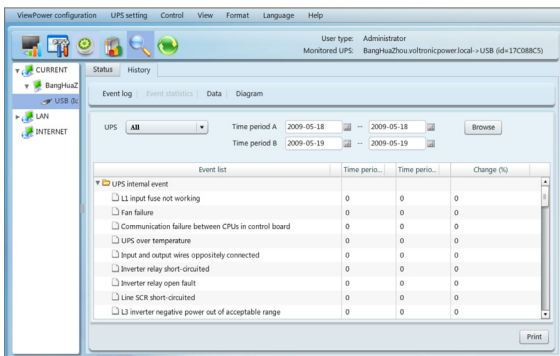 ViewPower configuration UPS setting Control View Format Language Help
User type: Administrator
Monitored UPS: BangHuaZhou.voltronicpower.local->USB (id=17C088C5)
CURRENT
BangHuaZ
USB (Ic
LAN
INTERNET
Status History
Event log Event statistics Data Diagram
UPS All Time period A 2009-05-18 -- 2009-05-18 Browse
Time period B 2009-05-19 -- 2009-05-19
Event list Time perio... Time perio... Change (%)
UPS internal event
L1 input fuse not working 0 0 0
Fan failure 0 0 0
Communication failure between CPUs in control board 0 0 0
UPS over temperature 0 0 0
Input and output wires oppositely connected 0 0 0
Inverter relay short-circuited 0 0 0
Inverter relay open fault 0 0 0
Line SCR short-circuited 0 0 0
L3 inverter negative power out of acceptable range 0 0 0
Print